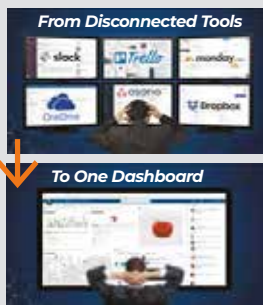 From Disconnected Tools
slack
Trello
monday
OneDrive
asana
Dropbox
To One Dashboard